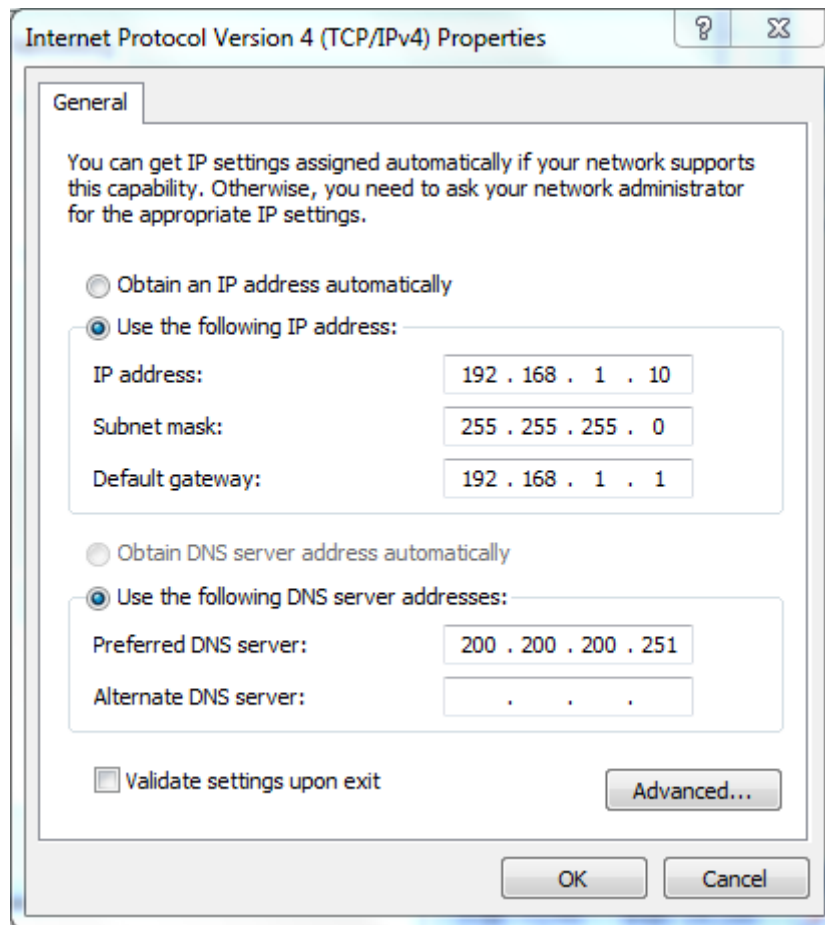 Internet Protocol Version 4 (TCP/IPv4) Properties
General
You can get IP settings assigned automatically if your network supports
this capability. Otherwise, you need to ask your network administrator
for the appropriate IP settings.
Obtain an IP address automatically
Use the following IP address:
IP address: 192 . 168 . 1 . 10
Subnet mask: 255 . 255 . 255 . 0
Default gateway: 192 . 168 . 1 . 1
Obtain DNS server address automatically
Use the following DNS server addresses:
Preferred DNS server: 200 . 200 . 200 . 251
Alternate DNS server: . . .
Validate settings upon exit
Advanced...
OK Cancel